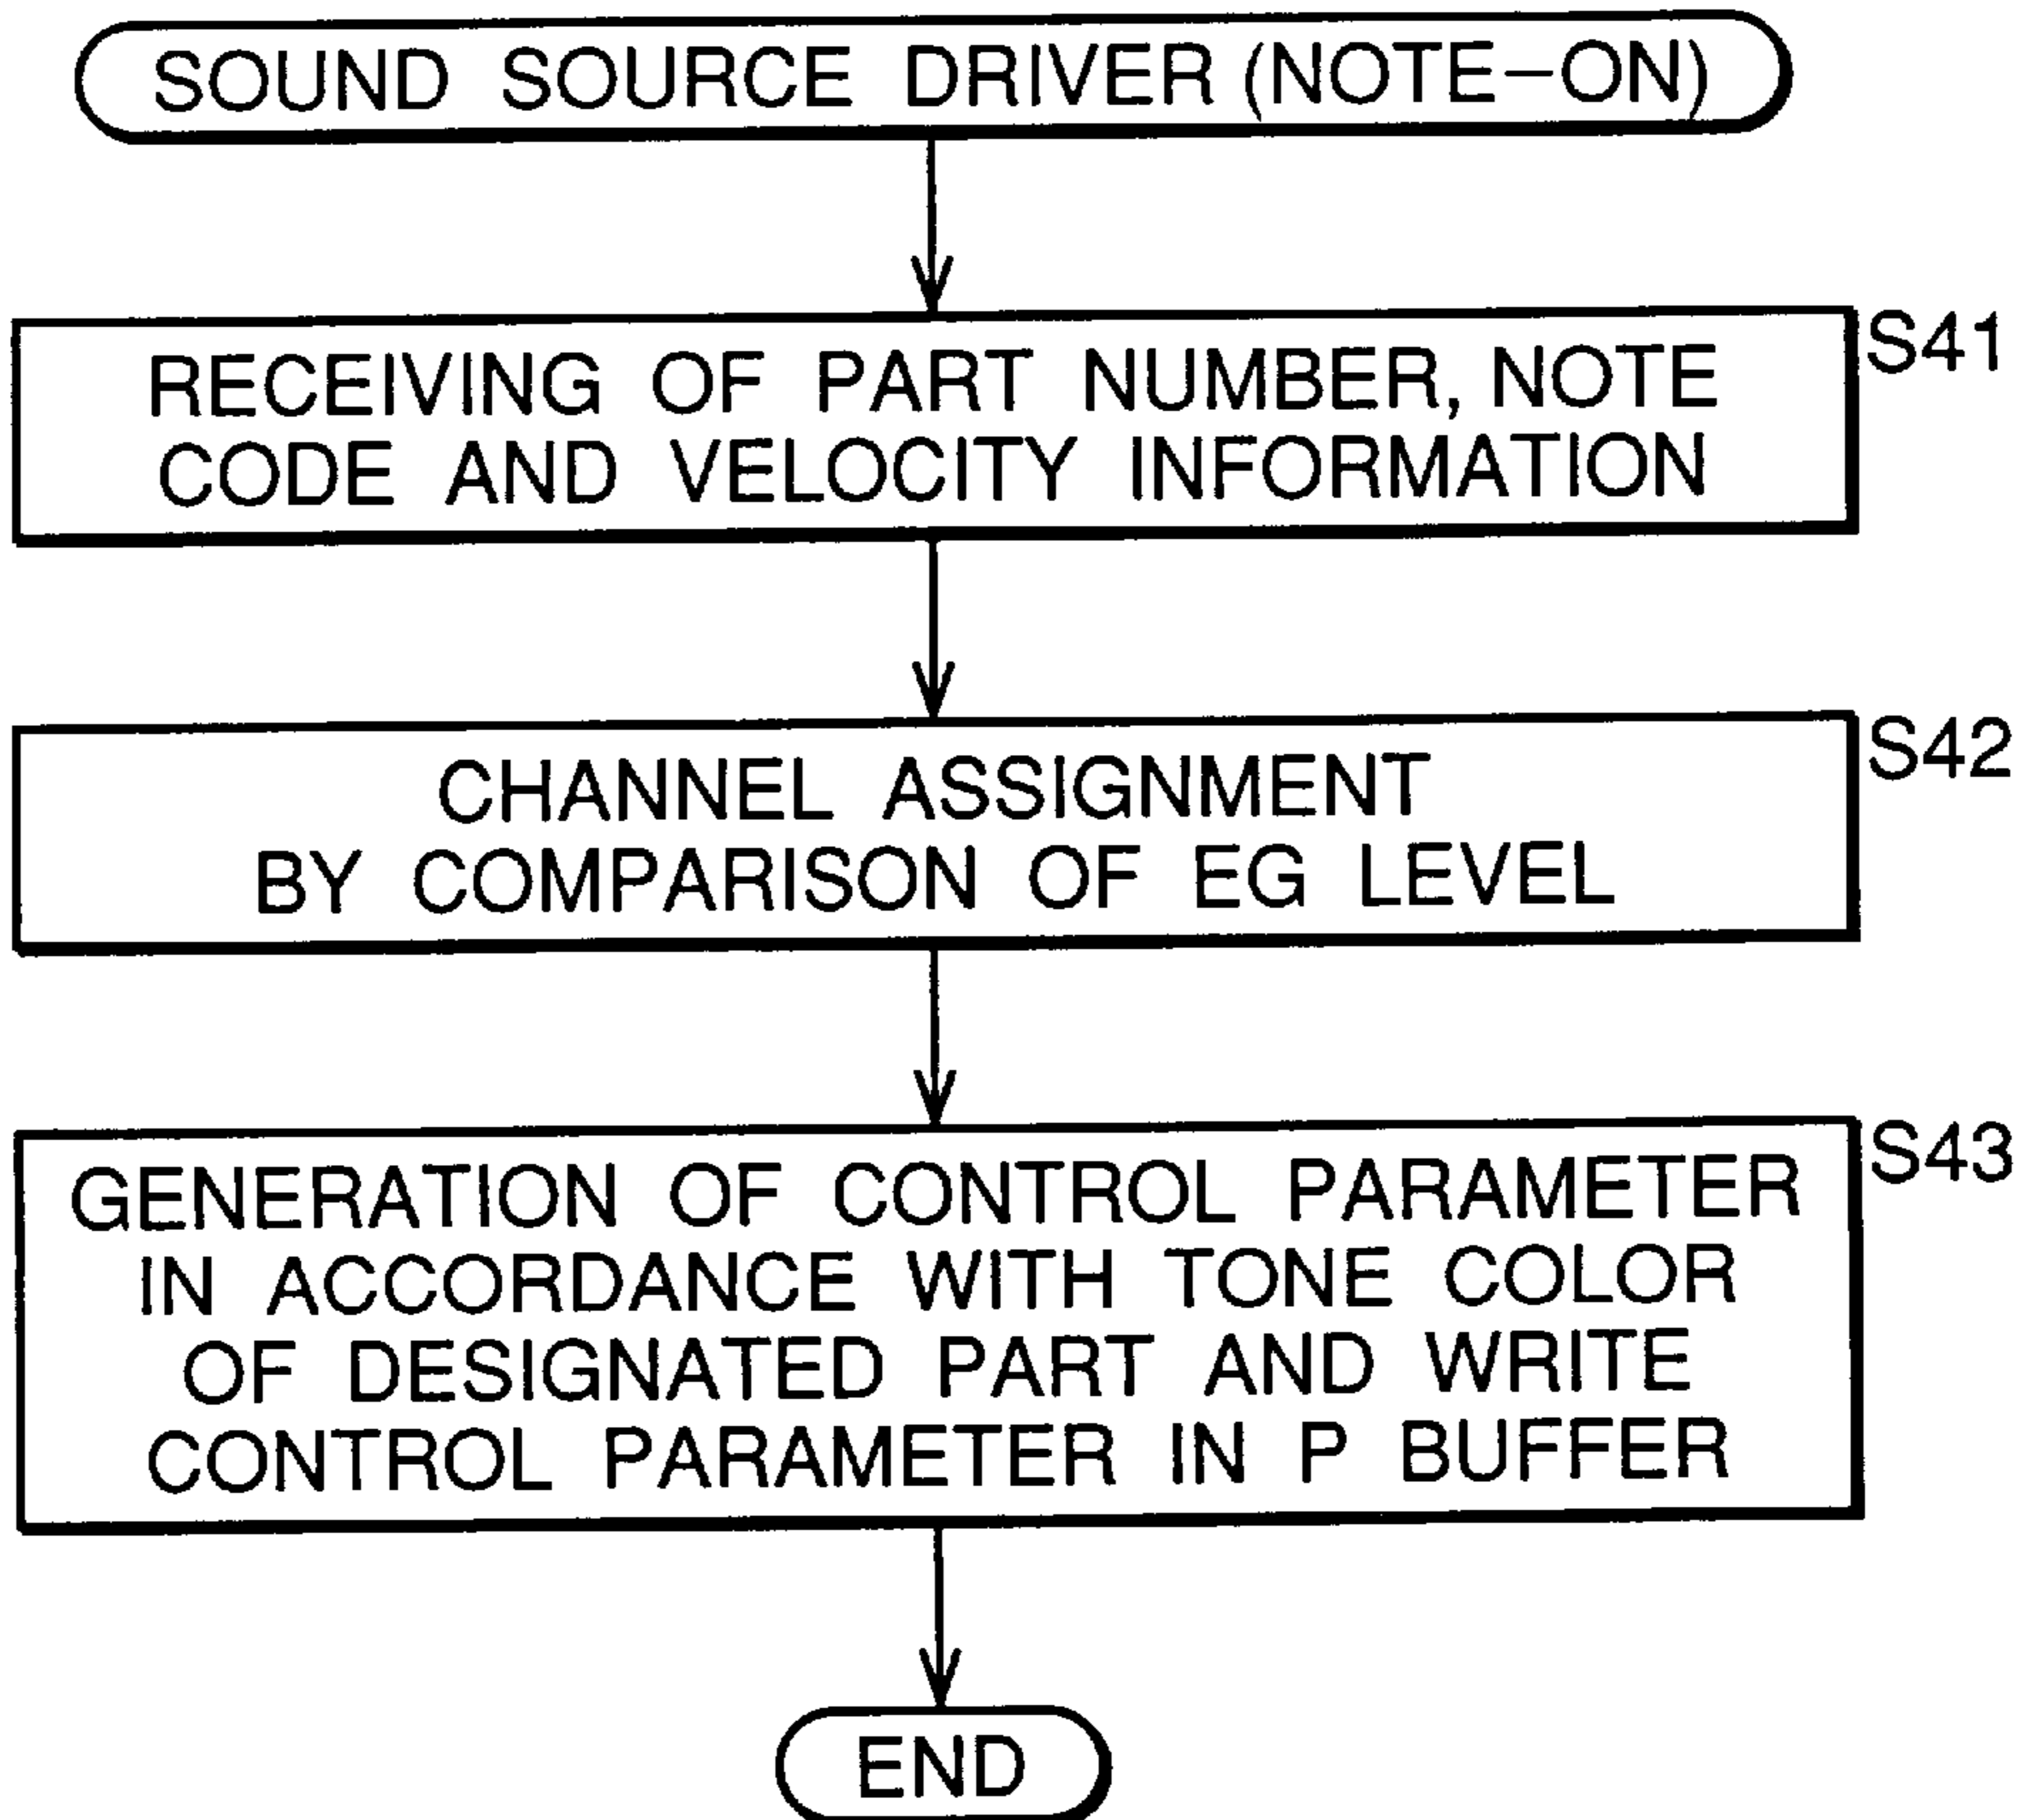 SOUND SOURCE DRIVER (NOTE-ON)
S41
RECEIVING OF PART NUMBER, NOTE
CODE AND VELOCITY INFORMATION
S42
CHANNEL ASSIGNMENT
BY COMPARISON OF EG LEVEL
S43
GENERATION OF CONTROL PARAMETER
IN ACCORDANCE WITH TONE COLOR
OF DESIGNATED PART AND WRITE
CONTROL PARAMETER IN P BUFFER
END